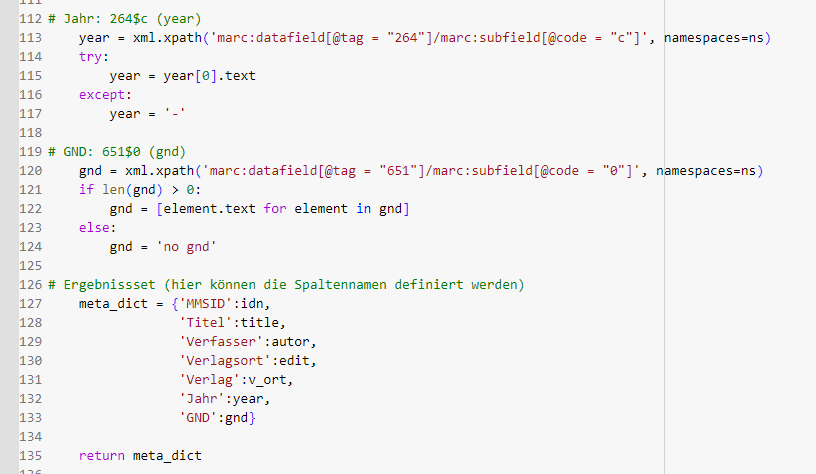 112 # Jahr: 264$c (year)
113     year = xml.xpath('marc:datafield[@tag = "264"]/marc:subfield[@code = "c"]', namespaces=ns)
114     try:
115         year = year[0].text
116     except:
117         year = '-'
118
119 # GND: 651$0 (gnd)
120     gnd = xml.xpath('marc:datafield[@tag = "651"]/marc:subfield[@code = "0"]', namespaces=ns)
121     if len(gnd) > 0:
122         gnd = [element.text for element in gnd]
123     else:
124         gnd = 'no gnd'
125
126 # Ergebnissset (hier können die Spaltennamen definiert werden)
127     meta_dict = {'MMSID':idn,
128                  'Titel':title,
129                  'Verfasser':autor,
130                  'Verlagsort':edit,
131                  'Verlag':v_ort,
132                  'Jahr':year,
133                  'GND':gnd}
134
135     return meta_dict